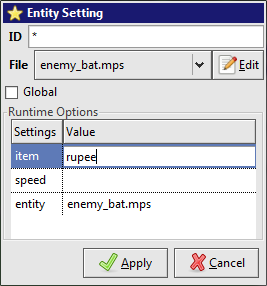 Entity Setting
ID *
File enemy_bat.mps Edit
Global
Runtime Options
Settings Value
item rupee
speed
entity enemy_bat.mps
Apply Cancel